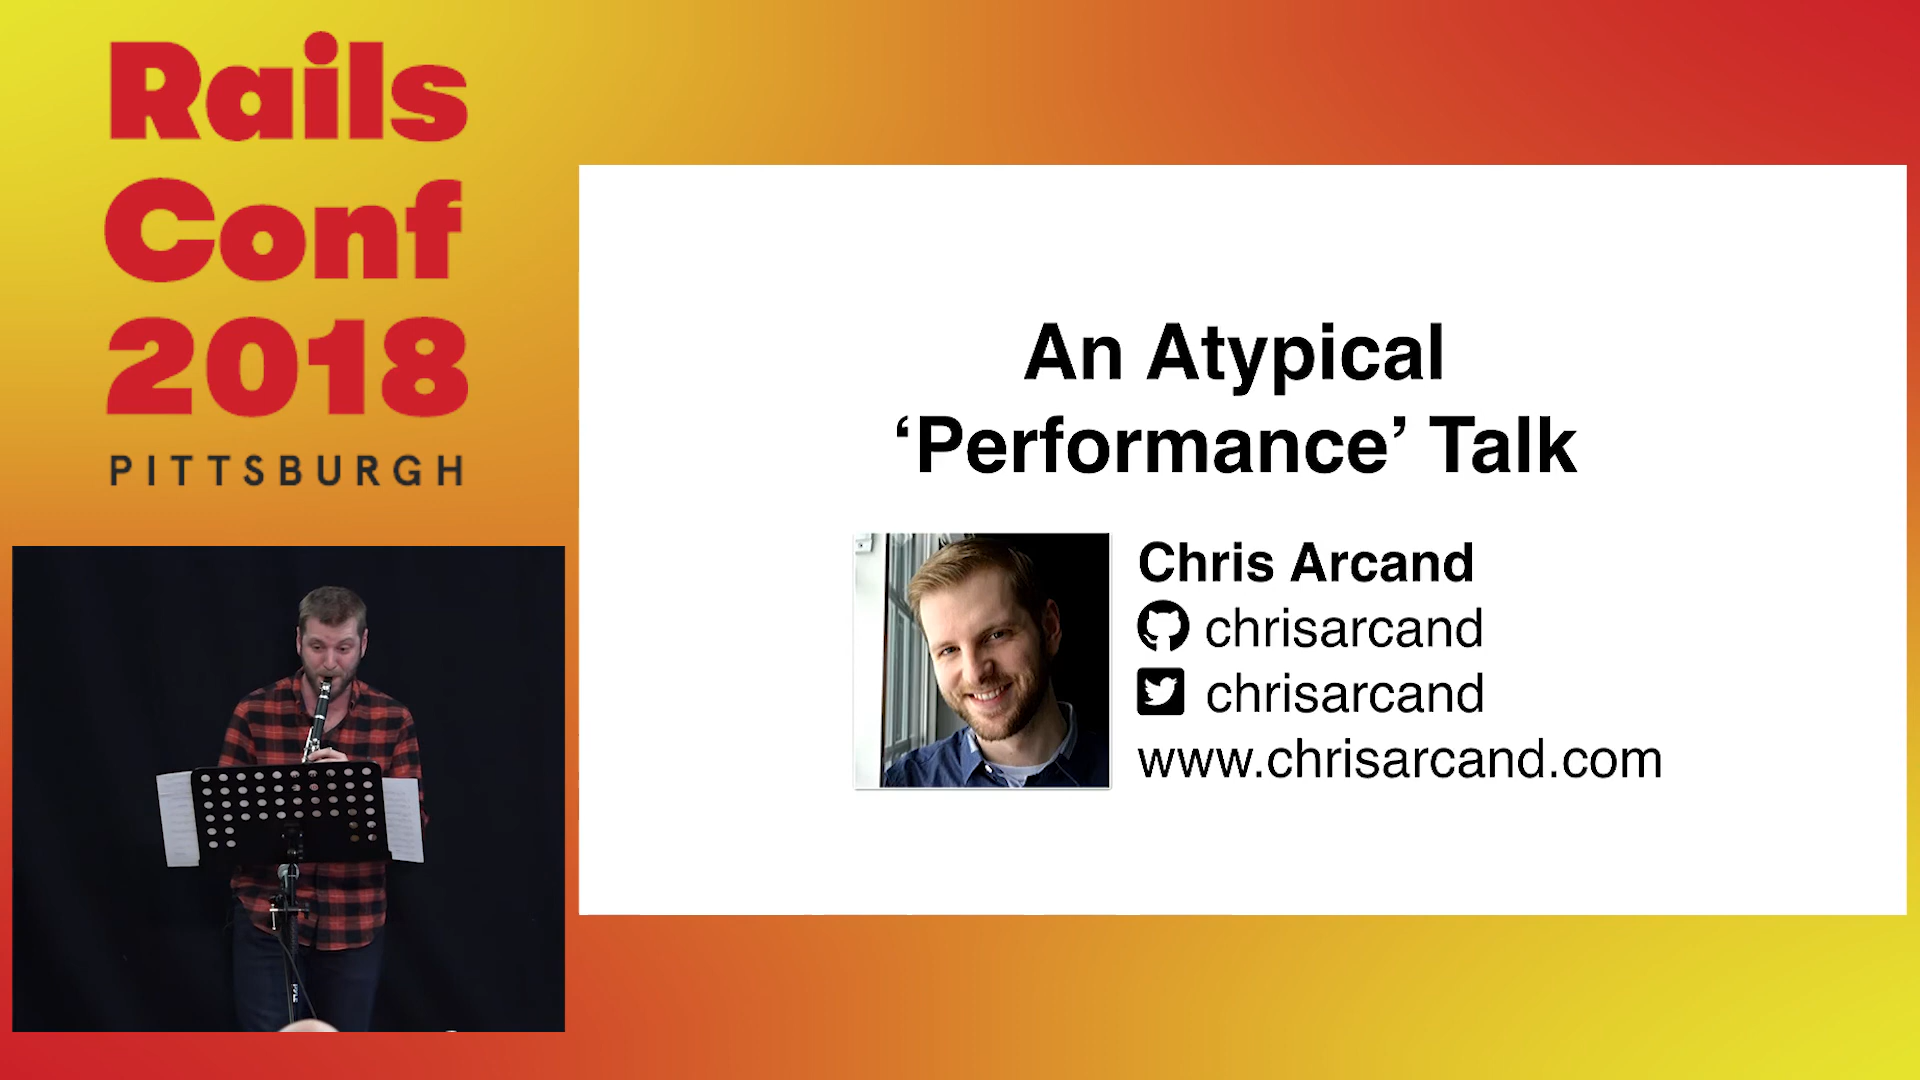 Rails
Conf
2018
PITTSBURGH
An Atypical
‘Performance’ Talk
Chris Arcand
chrisarcand
chrisarcand
www.chrisarcand.com